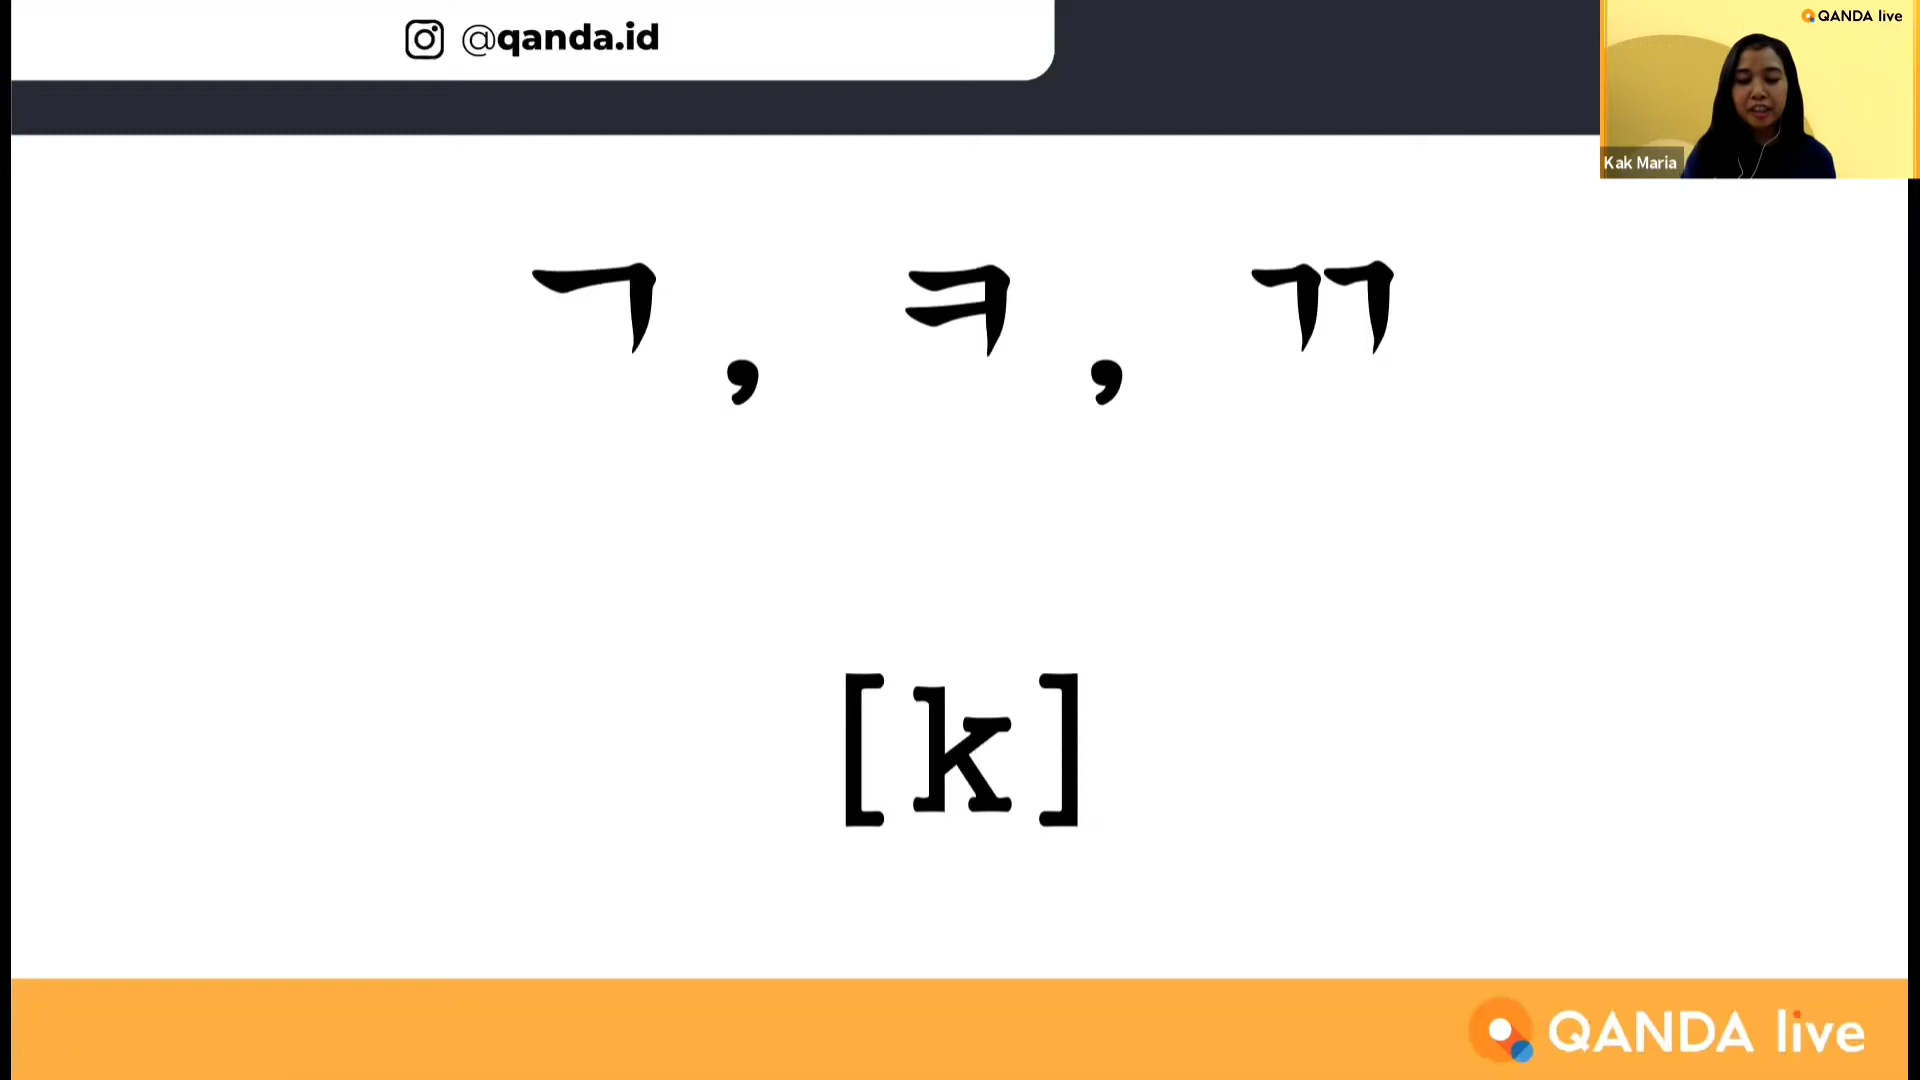 @qanda.id
QANDA live
Kak Maria
ㄱ, ㅋ, ㄲ
[k]
QANDA live